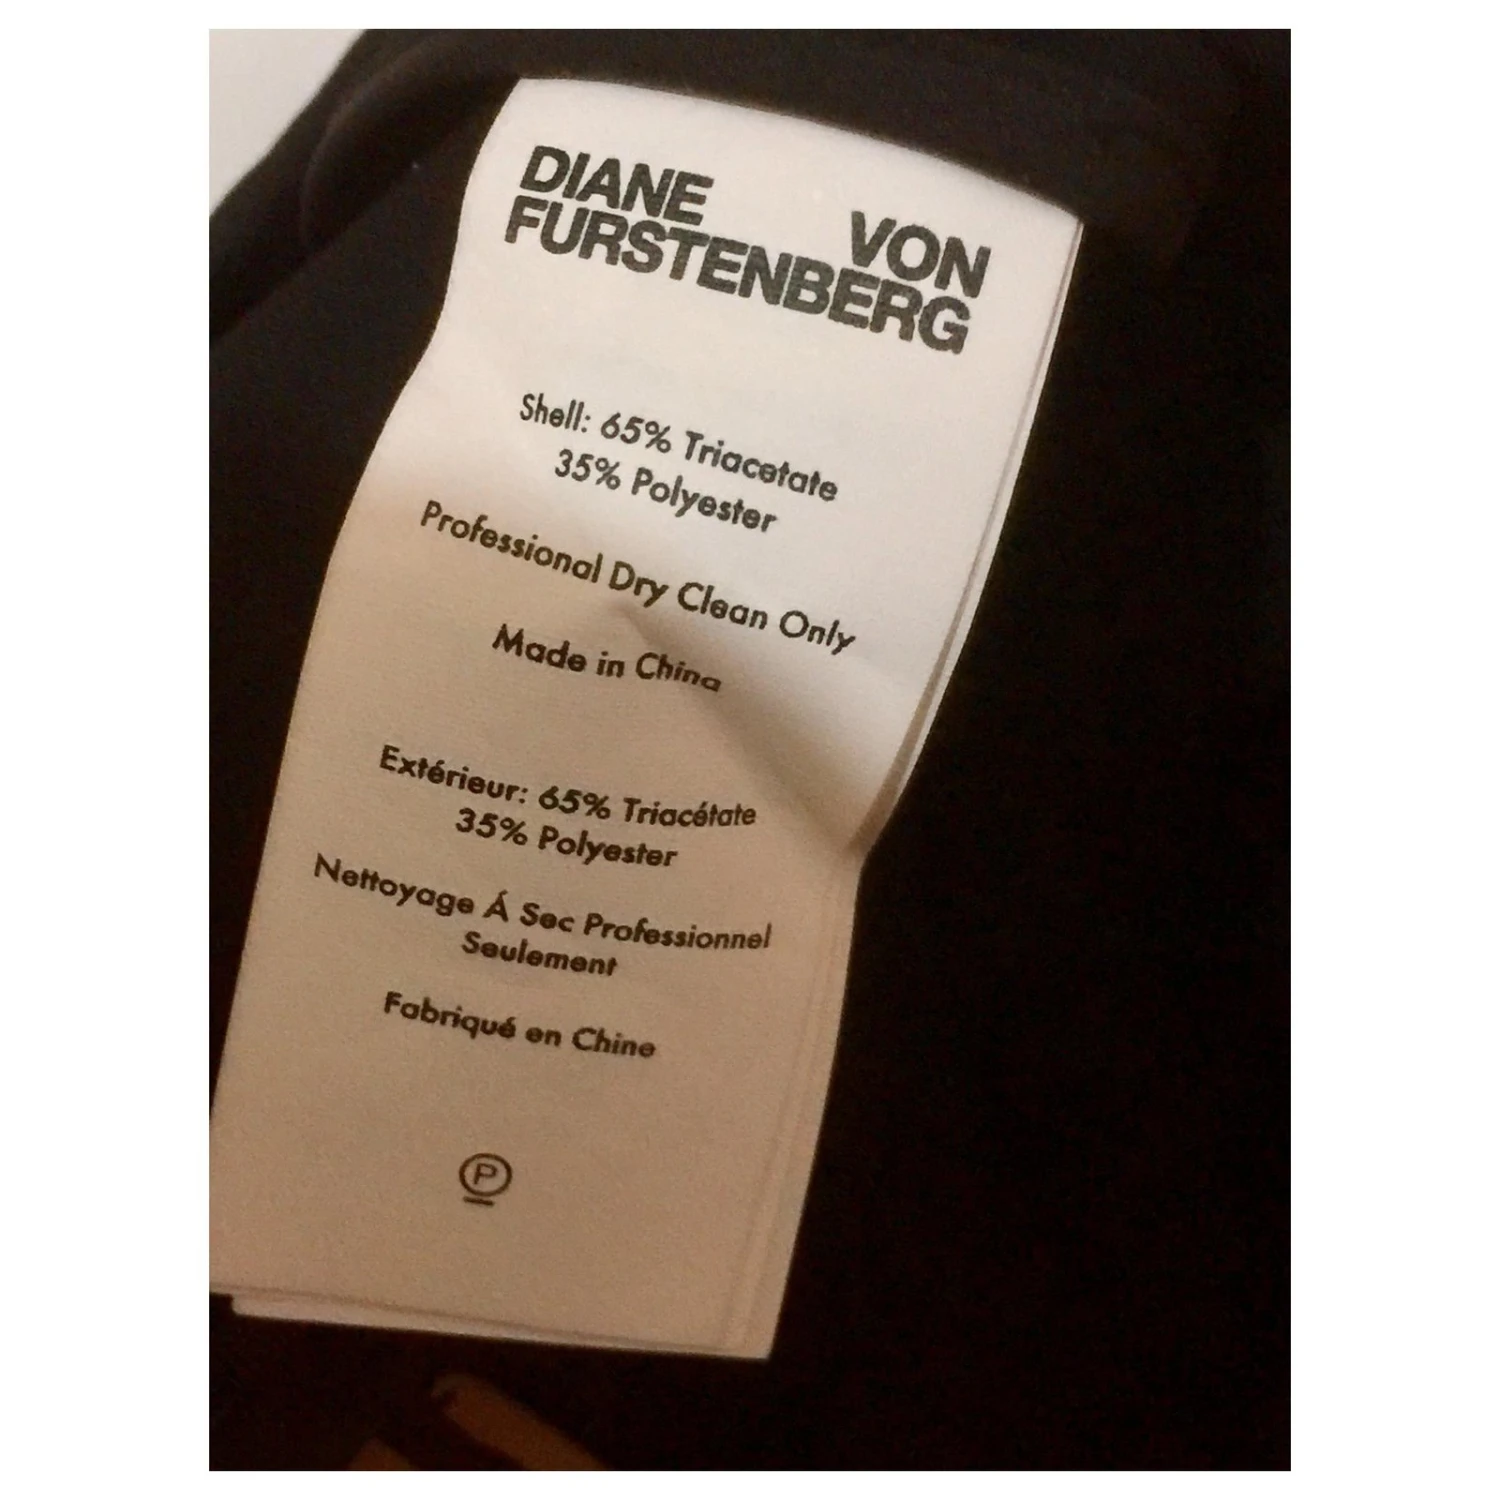 DIANE VON
FURSTENBERG
Shell: 65% Triacetate
35% Polyester
Professional Dry Clean Only
Made in China
Extérieur: 65% Triacétate
35% Polyester
Nettoyage Á Sec Professionnel
Seulement
Fabriqué en Chine
P